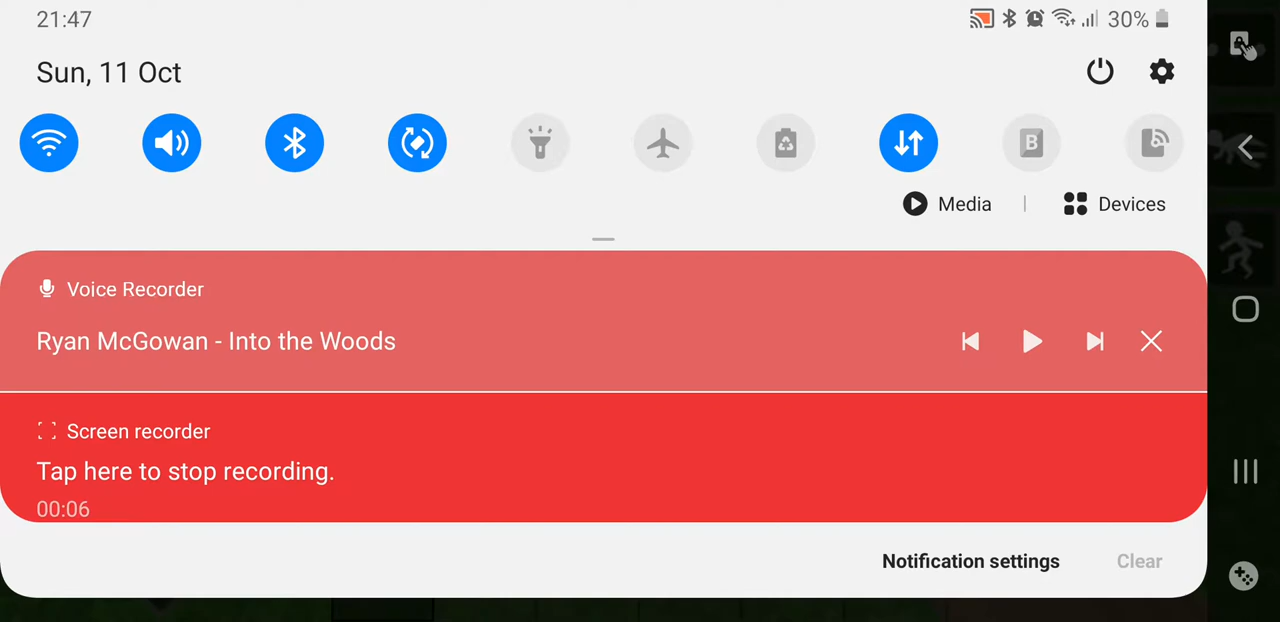 21:47
30%
Sun, 11 Oct
B
Media | Devices
Voice Recorder
Ryan McGowan - Into the Woods
Screen recorder
Tap here to stop recording.
00:06
Notification settings
Clear